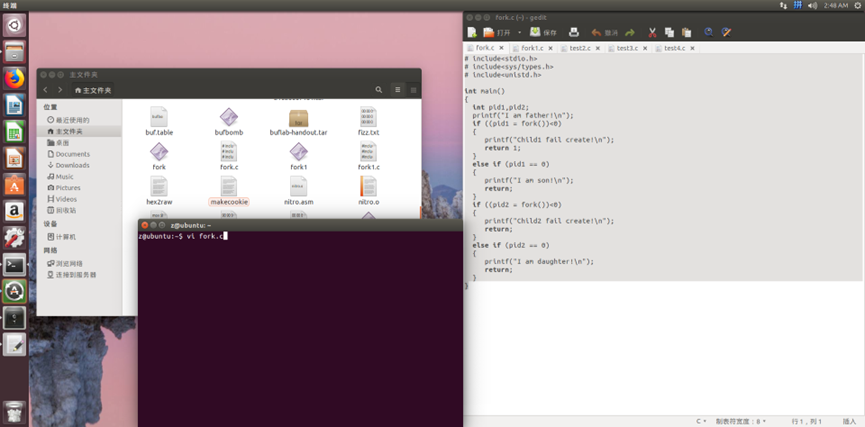 终端
2:48 AM
fork.c (~) - gedit
打开
保存
撤消
fork.c × fork1.c × test2.c × test3.c × test4.c ×
# include<stdio.h>
# include<sys/types.h>
# include<unistd.h>
int main()
{
int pid1,pid2;
printf("I am father!\n");
if ((pid1 = fork())<0)
{
printf("Child1 fail create!\n");
return 1;
}
else if (pid1 == 0)
{
printf("I am son!\n");
return;
}
if ((pid2 = fork())<0)
{
printf("Child2 fail create!\n");
return;
}
else if (pid2 == 0)
{
printf("I am daughter!\n");
return;
}
}
C
制表符宽度：8
行 1，列 1
插入
主文件夹
主文件夹
位置
最近使用的
主文件夹
桌面
Documents
Downloads
Music
Pictures
Videos
回收站
设备
计算机
网络
浏览网络
连接到服务器
buf.table
bufbomb
buflab-handout.tar
fizz.txt
fork
fork.c
fork1
fork1.c
hex2raw
makecookie
nitro.asm
nitro.o
z@ubuntu: ~
z@ubuntu:~$ vi fork.c